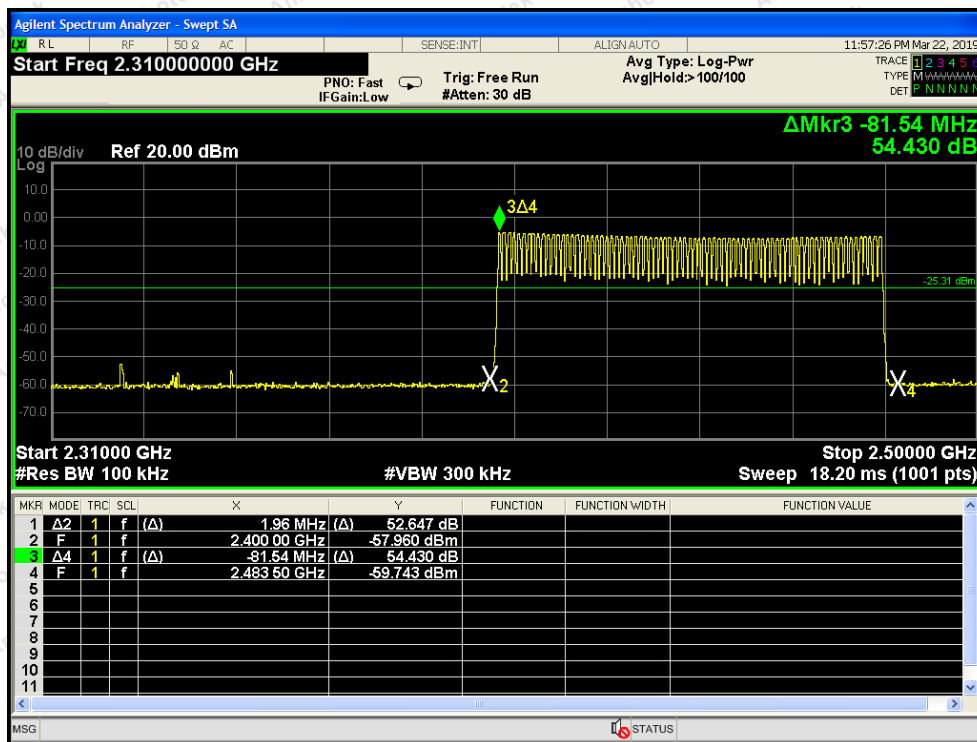 Agilent Spectrum Analyzer - Swept SA
LXI RL RF 50 Ω AC SENSE:INT ALIGN AUTO 11:57:26 PM Mar 22, 2019
Start Freq 2.310000000 GHz
PNO: Fast
IFGain:Low
Trig: Free Run
#Atten: 30 dB
Avg Type: Log-Pwr
Avg|Hold:>100/100
TRACE 1 2 3 4 5 6
TYPE M
DET P N N N N N
ΔMkr3 -81.54 MHz
54.430 dB
10 dB/div Ref 20.00 dBm
Log
10.0
0.00
-10.0
-20.0
-30.0
-40.0
-50.0
-60.0
-70.0
3Δ4
-25.31 dBm
2
4
Start 2.31000 GHz Stop 2.50000 GHz
#Res BW 100 kHz #VBW 300 kHz Sweep 18.20 ms (1001 pts)
MKR MODE TRC SCL X Y FUNCTION FUNCTION WIDTH FUNCTION VALUE
1 Δ2 1 f (Δ) 1.96 MHz (Δ) 52.647 dB
2 F 1 f 2.400 00 GHz -57.960 dBm
3 Δ4 1 f (Δ) -81.54 MHz (Δ) 54.430 dB
4 F 1 f 2.483 50 GHz -59.743 dBm
5
6
7
8
9
10
11
MSG STATUS